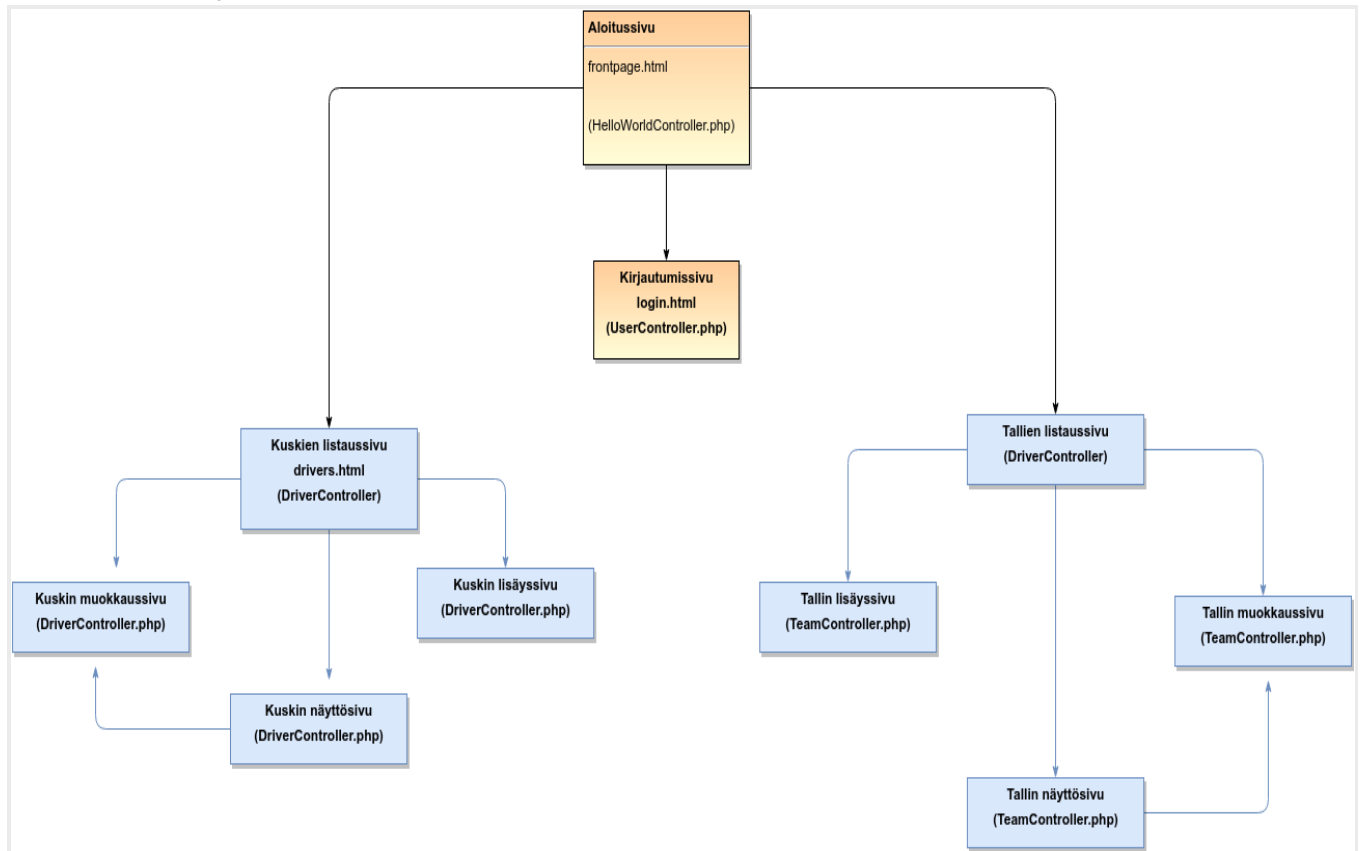 Aloitussivu
frontpage.html
(HelloWorldController.php)
Kirjautumissivu
login.html
(UserController.php)
Kuskien listaussivu
drivers.html
(DriverController)
Tallien listaussivu
(DriverController)
Kuskin muokkaussivu
(DriverController.php)
Kuskin lisäyssivu
(DriverController.php)
Kuskin näyttösivu
(DriverController.php)
Tallin lisäyssivu
(TeamController.php)
Tallin muokkaussivu
(TeamController.php)
Tallin näyttösivu
(TeamController.php)